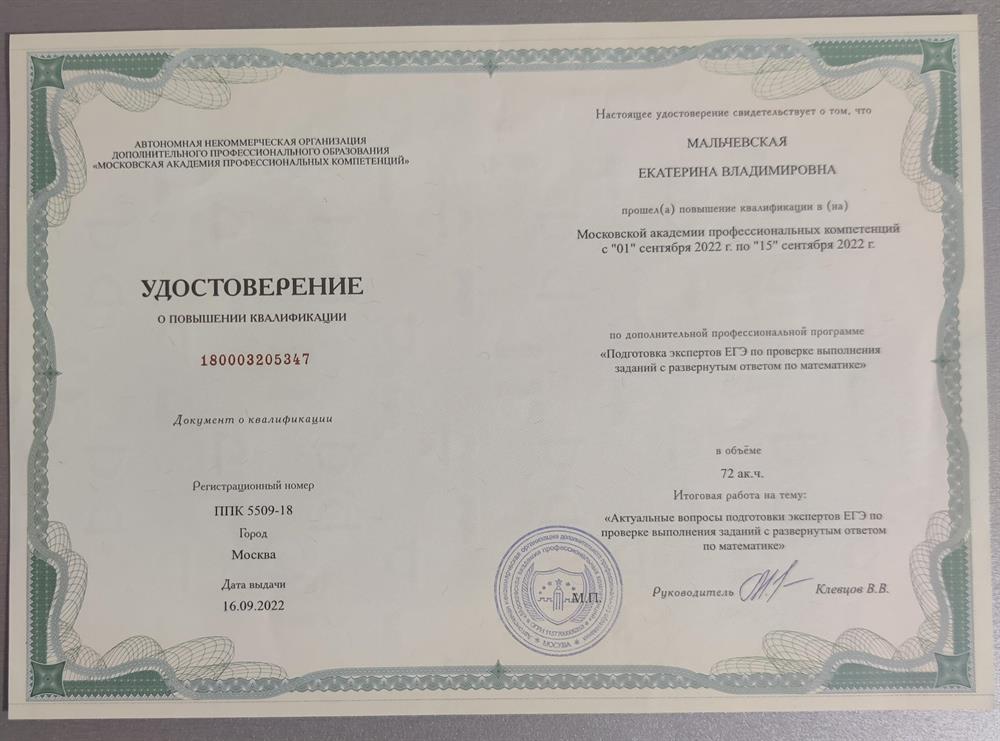 АВТОНОМНАЯ НЕКОММЕРЧЕСКАЯ ОРГАНИЗАЦИЯ
ДОПОЛНИТЕЛЬНОГО ПРОФЕССИОНАЛЬНОГО ОБРАЗОВАНИЯ
«МОСКОВСКАЯ АКАДЕМИЯ ПРОФЕССИОНАЛЬНЫХ КОМПЕТЕНЦИЙ»
УДОСТОВЕРЕНИЕ
О ПОВЫШЕНИИ КВАЛИФИКАЦИИ
180003205347
Документ о квалификации
Регистрационный номер
ППК 5509-18
Город
Москва
Дата выдачи
16.09.2022
Настоящее удостоверение свидетельствует о том, что
МАЛЬЧЕВСКАЯ
ЕКАТЕРИНА ВЛАДИМИРОВНА
прошел(а) повышение квалификации в (на)
Московской академии профессиональных компетенций
с "01" сентября 2022 г. по "15" сентября 2022 г.
по дополнительной профессиональной программе
«Подготовка экспертов ЕГЭ по проверке выполнения
заданий с развернутым ответом по математике»
в объёме
72 ак.ч.
Итоговая работа на тему:
«Актуальные вопросы подготовки экспертов ЕГЭ по
проверке выполнения заданий с развернутым ответом
по математике»
М.П.
Руководитель Клевцов В.В.
МОСКВА